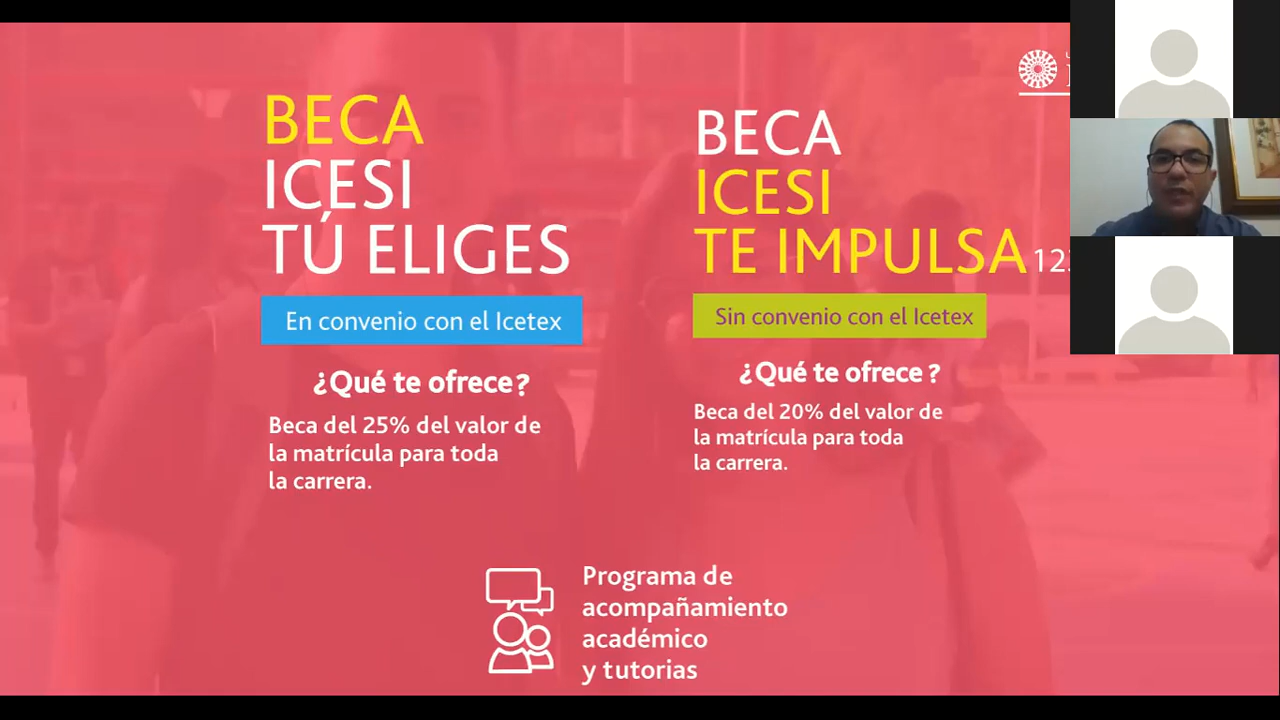 BECA
ICESI
TÚ ELIGES
En convenio con el Icetex
¿Qué te ofrece?
Beca del 25% del valor de
la matrícula para toda
la carrera.
BECA
ICESI
TE IMPULSA
Sin convenio con el Icetex
¿Qué te ofrece ?
Beca del 20% del valor de
la matrícula para toda
la carrera.
Programa de
acompañamiento
académico
y tutorias